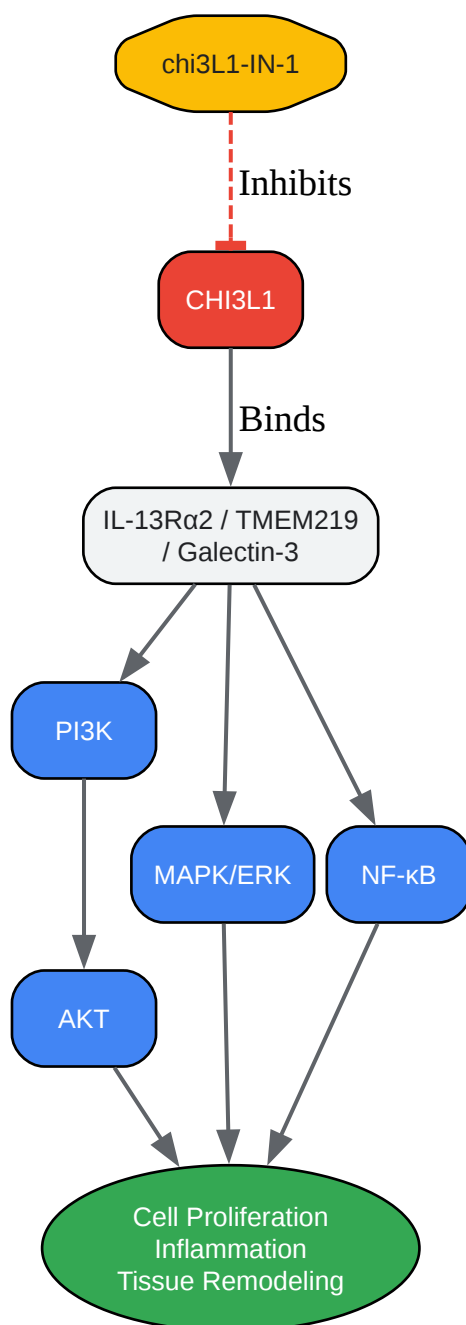 chi3L1-IN-1
Inhibits
CHI3L1
Binds
IL-13Rα2 / TMEM219
/ Galectin-3
PI3K
MAPK/ERK
NF-κB
AKT
Cell Proliferation
Inflammation
Tissue Remodeling